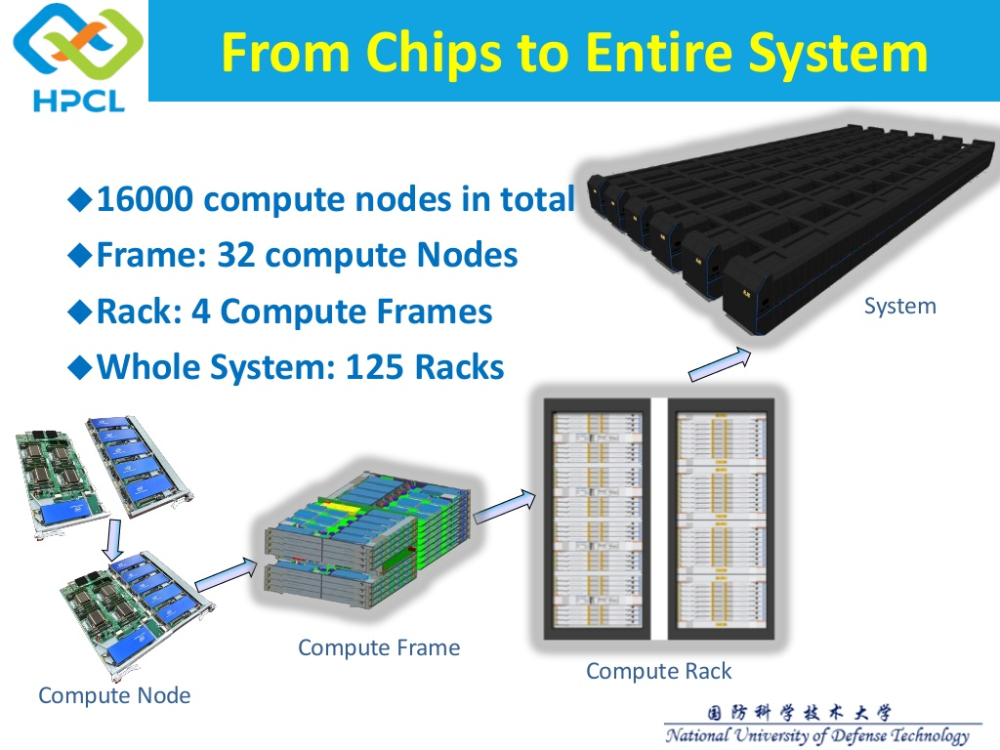 HPCL
From Chips to Entire System
◆16000 compute nodes in total
◆Frame: 32 compute Nodes
◆Rack: 4 Compute Frames
◆Whole System: 125 Racks
System
Compute Frame
Compute Rack
Compute Node
国防科学技术大学
National University of Defense Technology